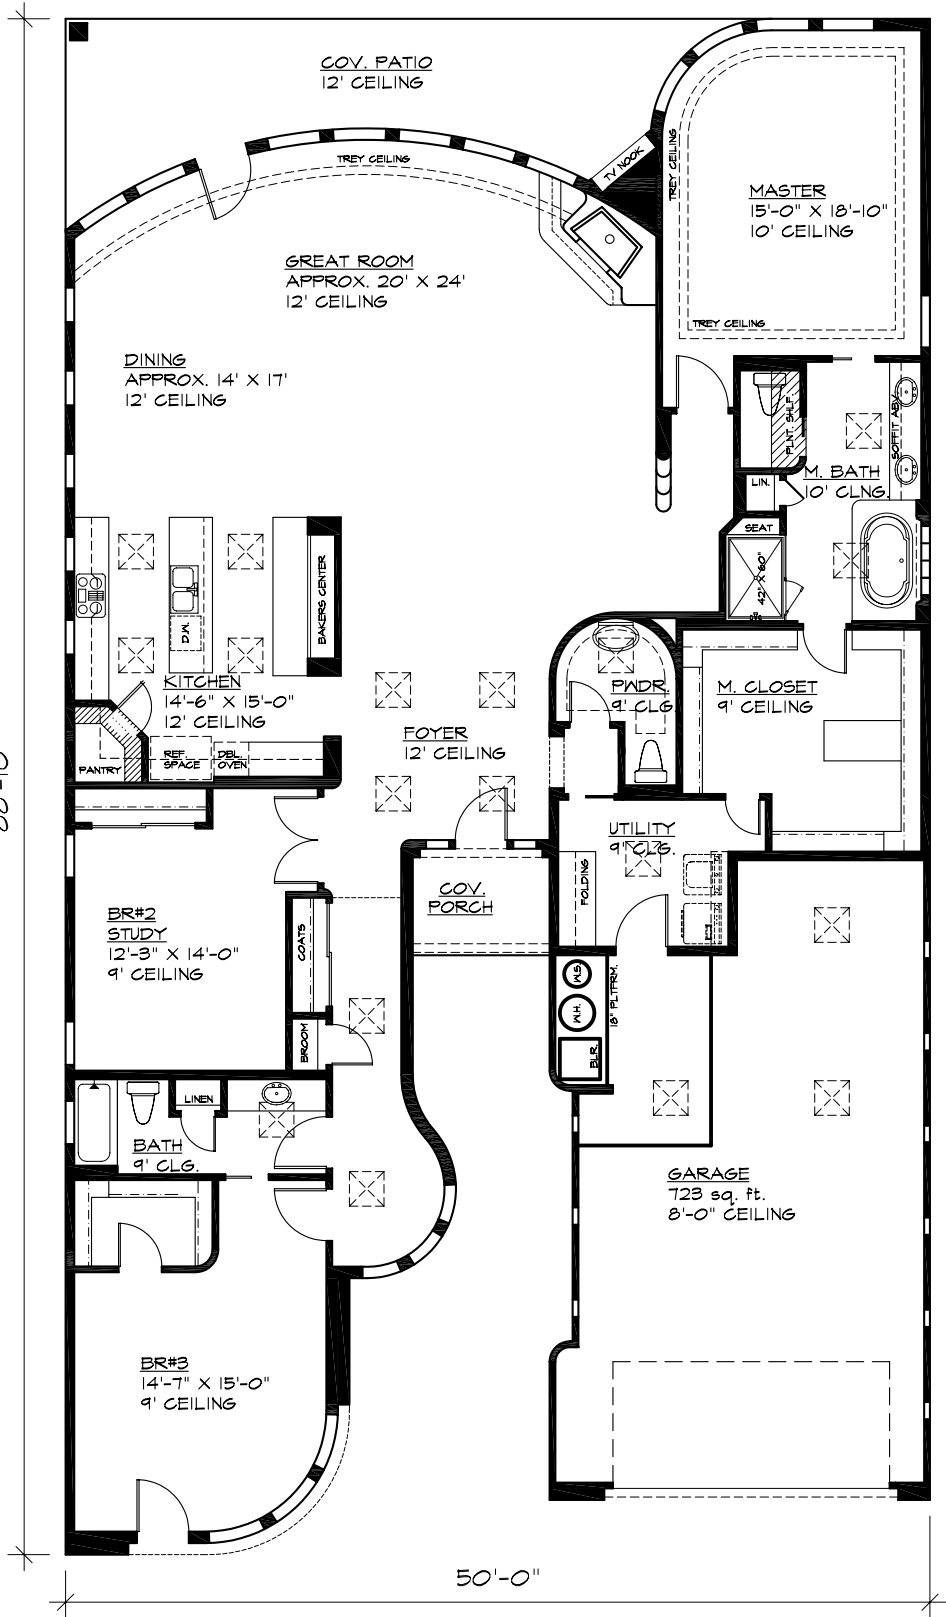 COV. PATIO
12' CEILING
TREY CEILING
TV NOOK
TREY CEILING
MASTER
15'-0" X 18'-10"
10' CEILING
TREY CEILING
GREAT ROOM
APPROX. 20' X 24'
12' CEILING
DINING
APPROX. 14' X 17'
12' CEILING
PLNT. SHLF.
SOFFIT ABV.
M. BATH
10' CLNG.
LIN.
SEAT
42" X 60"
BAKERS CENTER
D.W.
KITCHEN
14'-6" X 15'-0"
12' CEILING
PANTRY
REF.
SPACE
DBL.
OVEN
FOYER
12' CEILING
PWDR.
9' CLG.
M. CLOSET
9' CEILING
UTILITY
9' CLG.
FOLDING
COV.
PORCH
BR#2
STUDY
12'-3" X 14'-0"
9' CEILING
COATS
BROOM
W.S.
W.H.
18" PLTFRM.
BLR.
LINEN
BATH
9' CLG.
GARAGE
723 sq. ft.
8'-0" CEILING
BR#3
14'-7" X 15'-0"
9' CEILING
50'-0"